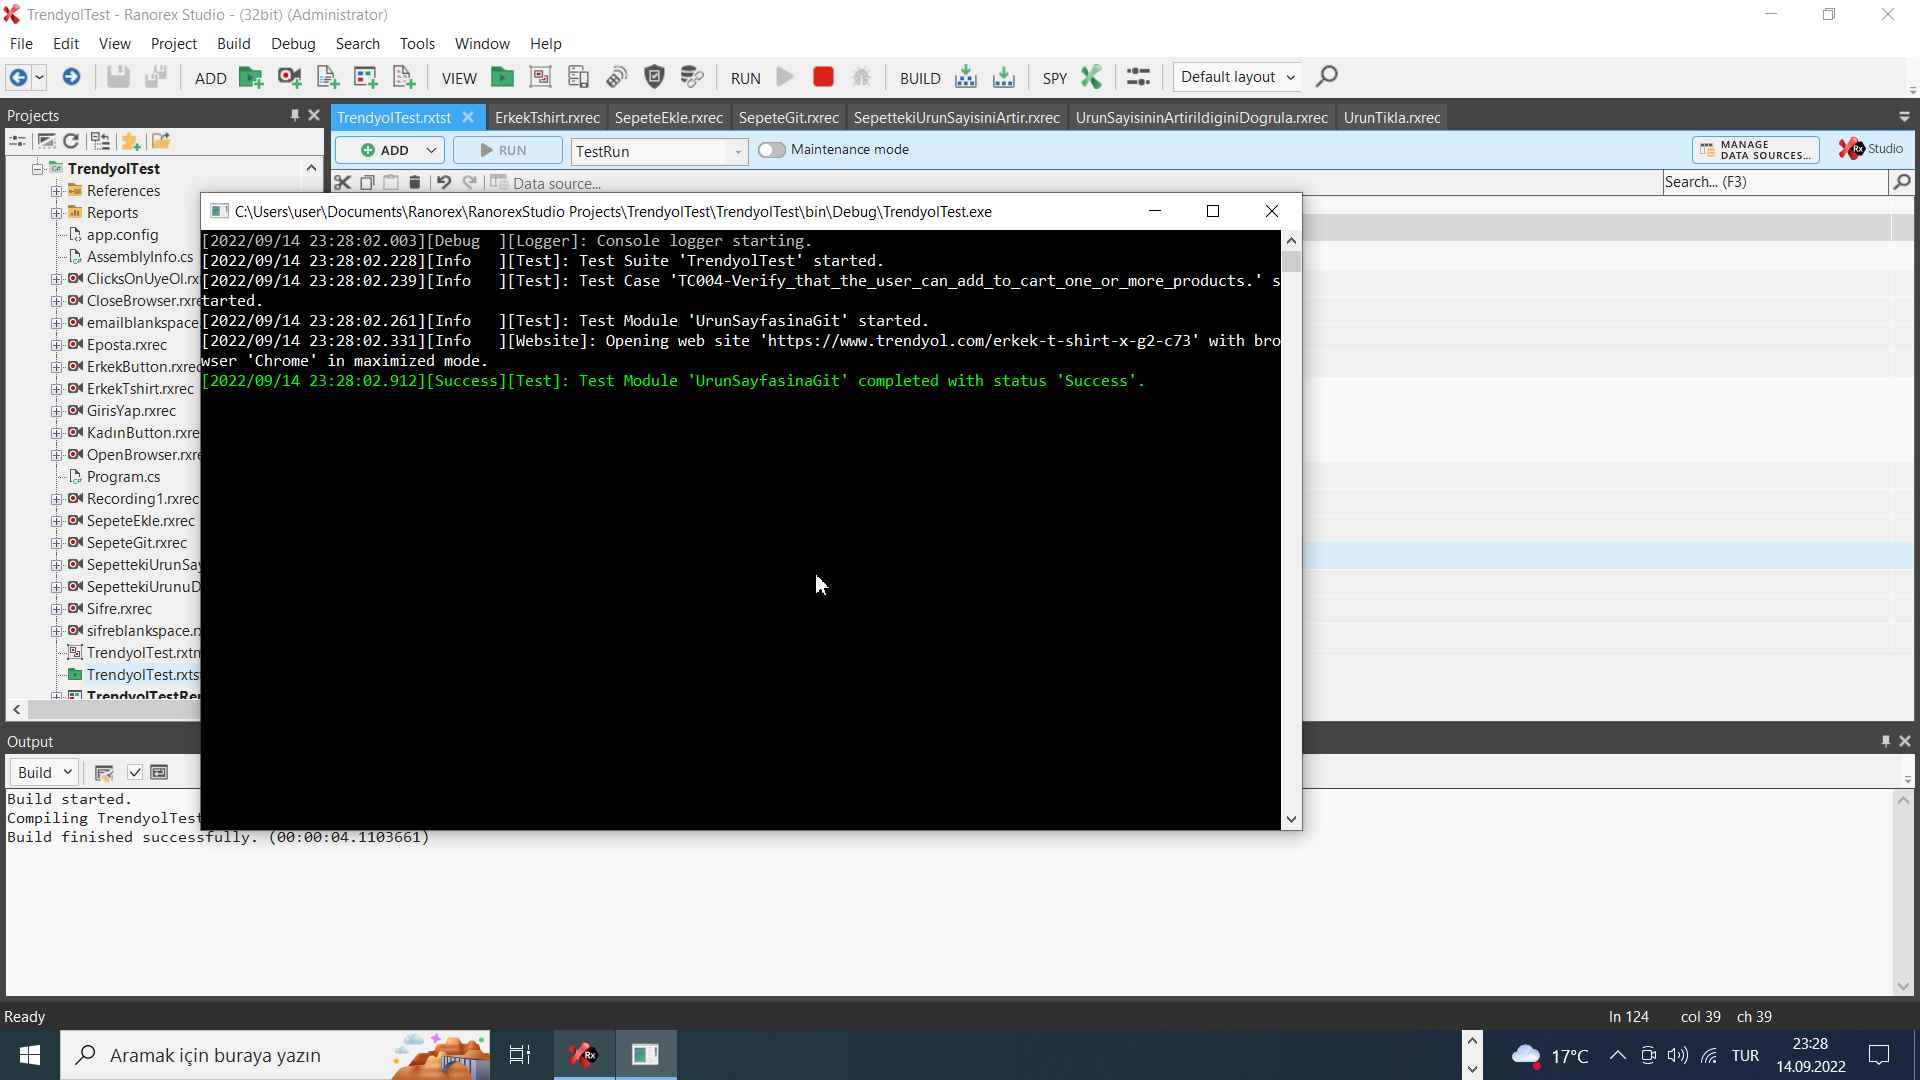 TrendyolTest - Ranorex Studio - (32bit) (Administrator)
File Edit View Project Build Debug Search Tools Window Help
ADD VIEW RUN BUILD SPY Default layout
Projects
TrendyolTest.rxtst ErkekTshirt.rxrec SepeteEkle.rxrec SepeteGit.rxrec SepettekiUrunSayisiniArtir.rxrec UrunSayisininArtirildiginiDogrula.rxrec UrunTikla.rxrec
ADD RUN TestRun Maintenance mode MANAGE DATA SOURCES... Rx Studio
Data source... Search... (F3)
TrendyolTest
References
Reports
app.config
AssemblyInfo.cs
ClicksOnUyeOl.rx
CloseBrowser.rxre
emailblankspace
Eposta.rxrec
ErkekButton.rxrec
ErkekTshirt.rxrec
GirisYap.rxrec
KadınButton.rxre
OpenBrowser.rxre
Program.cs
Recording1.rxrec
SepeteEkle.rxrec
SepeteGit.rxrec
SepettekiUrunSay
SepettekiUrunuD
Sifre.rxrec
sifreblankspace.r
TrendyolTest.rxtm
TrendyolTest.rxts
TrendyolTestRe
C:\Users\user\Documents\Ranorex\RanorexStudio Projects\TrendyolTest\TrendyolTest\bin\Debug\TrendyolTest.exe
[2022/09/14 23:28:02.003][Debug  ][Logger]: Console logger starting.
[2022/09/14 23:28:02.228][Info   ][Test]: Test Suite 'TrendyolTest' started.
[2022/09/14 23:28:02.239][Info   ][Test]: Test Case 'TC004-Verify_that_the_user_can_add_to_cart_one_or_more_products.' s
tarted.
[2022/09/14 23:28:02.261][Info   ][Test]: Test Module 'UrunSayfasinaGit' started.
[2022/09/14 23:28:02.331][Info   ][Website]: Opening web site 'https://www.trendyol.com/erkek-t-shirt-x-g2-c73' with bro
wser 'Chrome' in maximized mode.
[2022/09/14 23:28:02.912][Success][Test]: Test Module 'UrunSayfasinaGit' completed with status 'Success'.
Output
Build
Build started.
Compiling TrendyolTest
Build finished successfully. (00:00:04.1103661)
Ready ln 124 col 39 ch 39
Aramak için buraya yazın
Rx
17°C TUR 23:28
14.09.2022